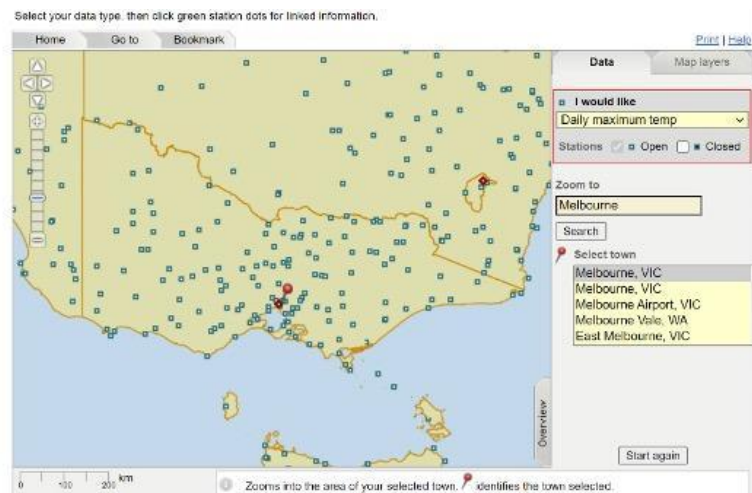 Select your data type, then click green station dots for linked information.
Home Go to Bookmark Print | Help
Data Map layers
I would like
Daily maximum temp
Stations Open Closed
Zoom to
Melbourne
Search
Select town
Melbourne, VIC
Melbourne, VIC
Melbourne Airport, VIC
Melbourne Vale, WA
East Melbourne, VIC
Overview
Start again
0 100 200 km
Zooms into the area of your selected town. identifies the town selected.